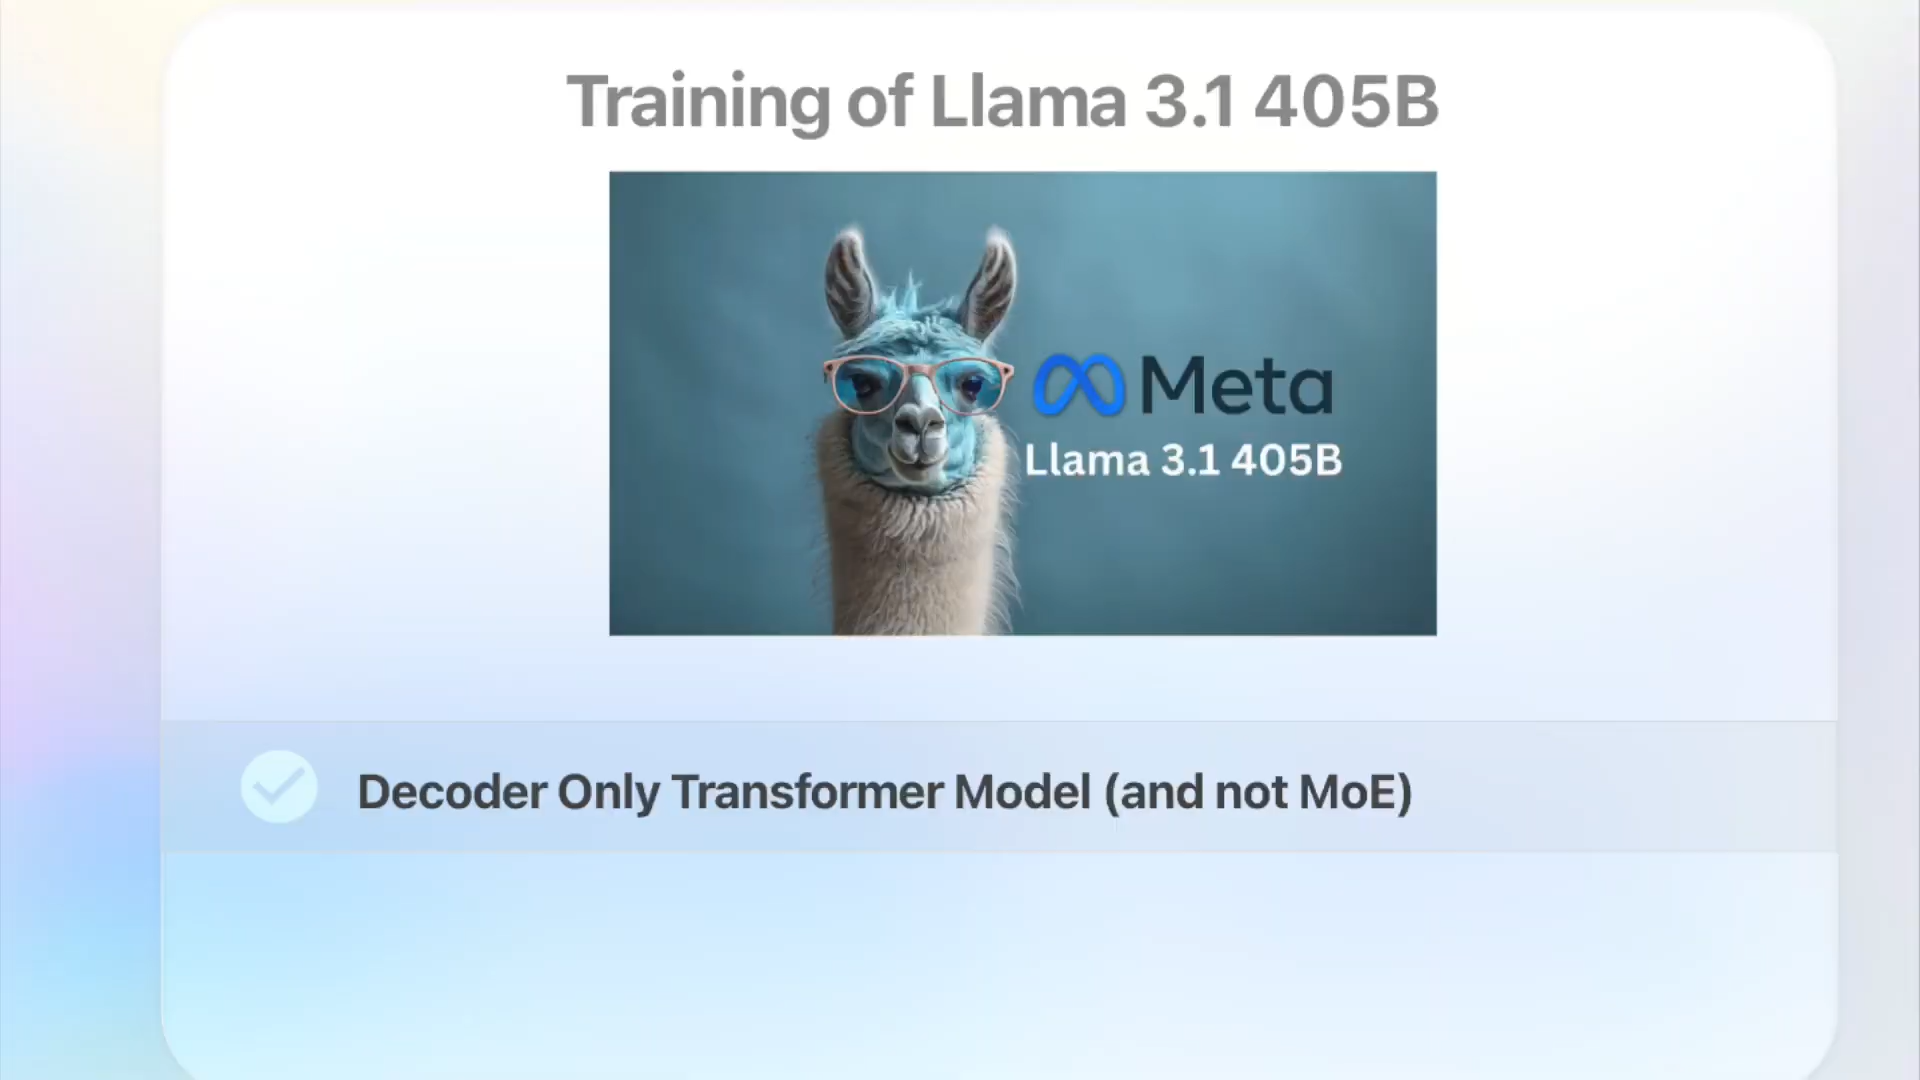 Training of Llama 3.1 405B
Meta
Llama 3.1 405B
Decoder Only Transformer Model (and not MoE)